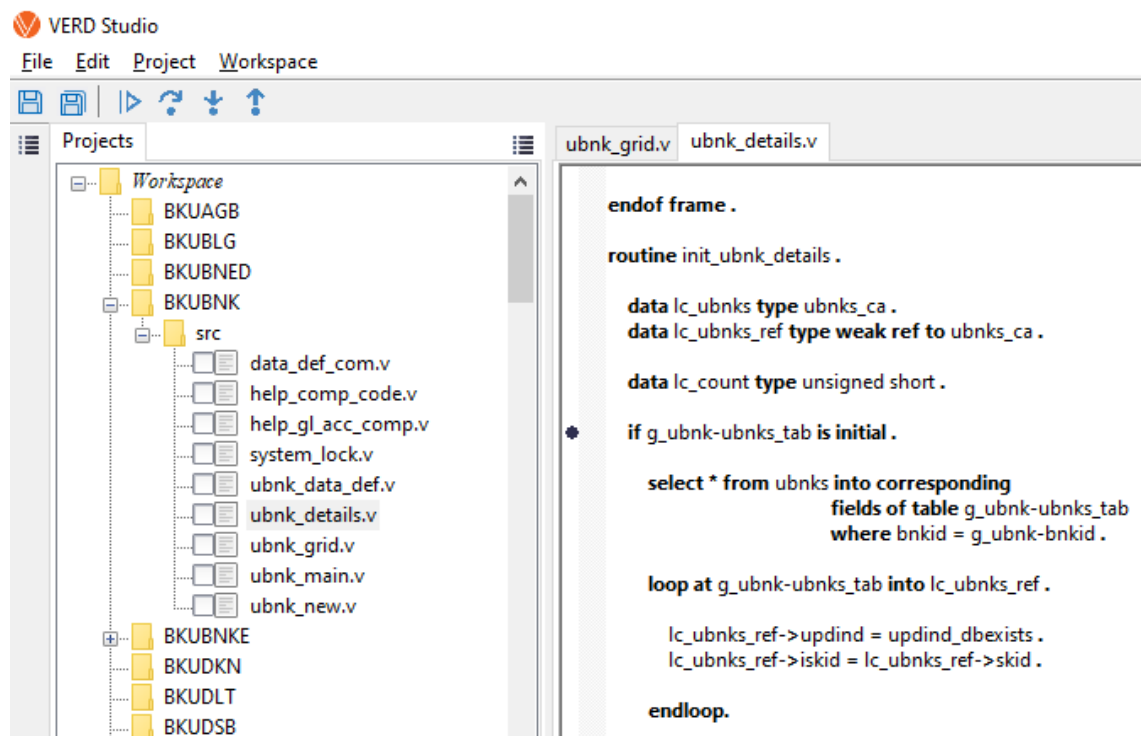 VERD Studio
File Edit Project Workspace
Projects
Workspace
BKUAGB
BKUBLG
BKUBNED
BKUBNK
src
data_def_com.v
help_comp_code.v
help_gl_acc_comp.v
system_lock.v
ubnk_data_def.v
ubnk_details.v
ubnk_grid.v
ubnk_main.v
ubnk_new.v
BKUBNKE
BKUDKN
BKUDLT
BKUDSB
ubnk_grid.v ubnk_details.v
endof frame .
routine init_ubnk_details .
data lc_ubnks type ubnks_ca .
data lc_ubnks_ref type weak ref to ubnks_ca .
data lc_count type unsigned short .
if g_ubnk-ubnks_tab is initial .
select * from ubnks into corresponding
fields of table g_ubnk-ubnks_tab
where bnkid = g_ubnk-bnkid .
loop at g_ubnk-ubnks_tab into lc_ubnks_ref .
lc_ubnks_ref->updind = updind_dbexists .
lc_ubnks_ref->iskid = lc_ubnks_ref->skid .
endloop.